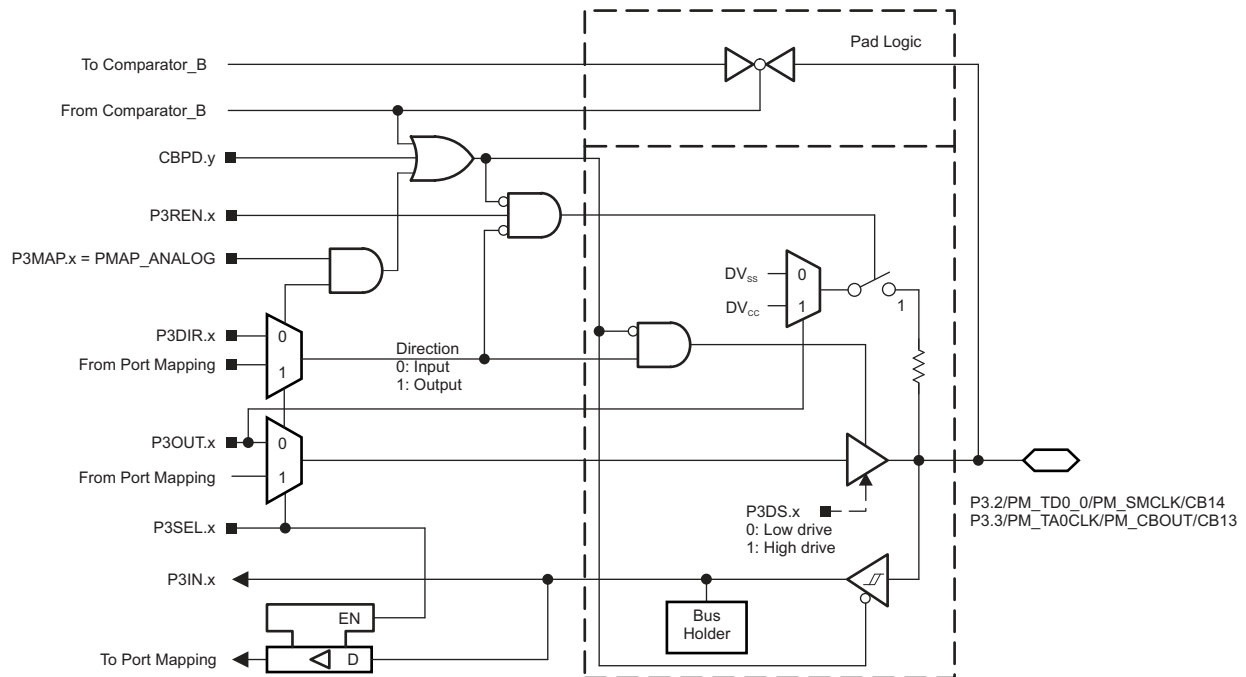 Pad Logic
To Comparator_B
From Comparator_B
CBPD.y
P3REN.x
P3MAP.x = PMAP_ANALOG
DVss
0
DVcc
1
1
P3DIR.x
0
From Port Mapping
1
Direction
0: Input
1: Output
P3OUT.x
0
From Port Mapping
1
P3DS.x
0: Low drive
1: High drive
P3.2/PM_TD0_0/PM_SMCLK/CB14
P3.3/PM_TA0CLK/PM_CBOUT/CB13
P3SEL.x
P3IN.x
EN
Bus
Holder
To Port Mapping
D